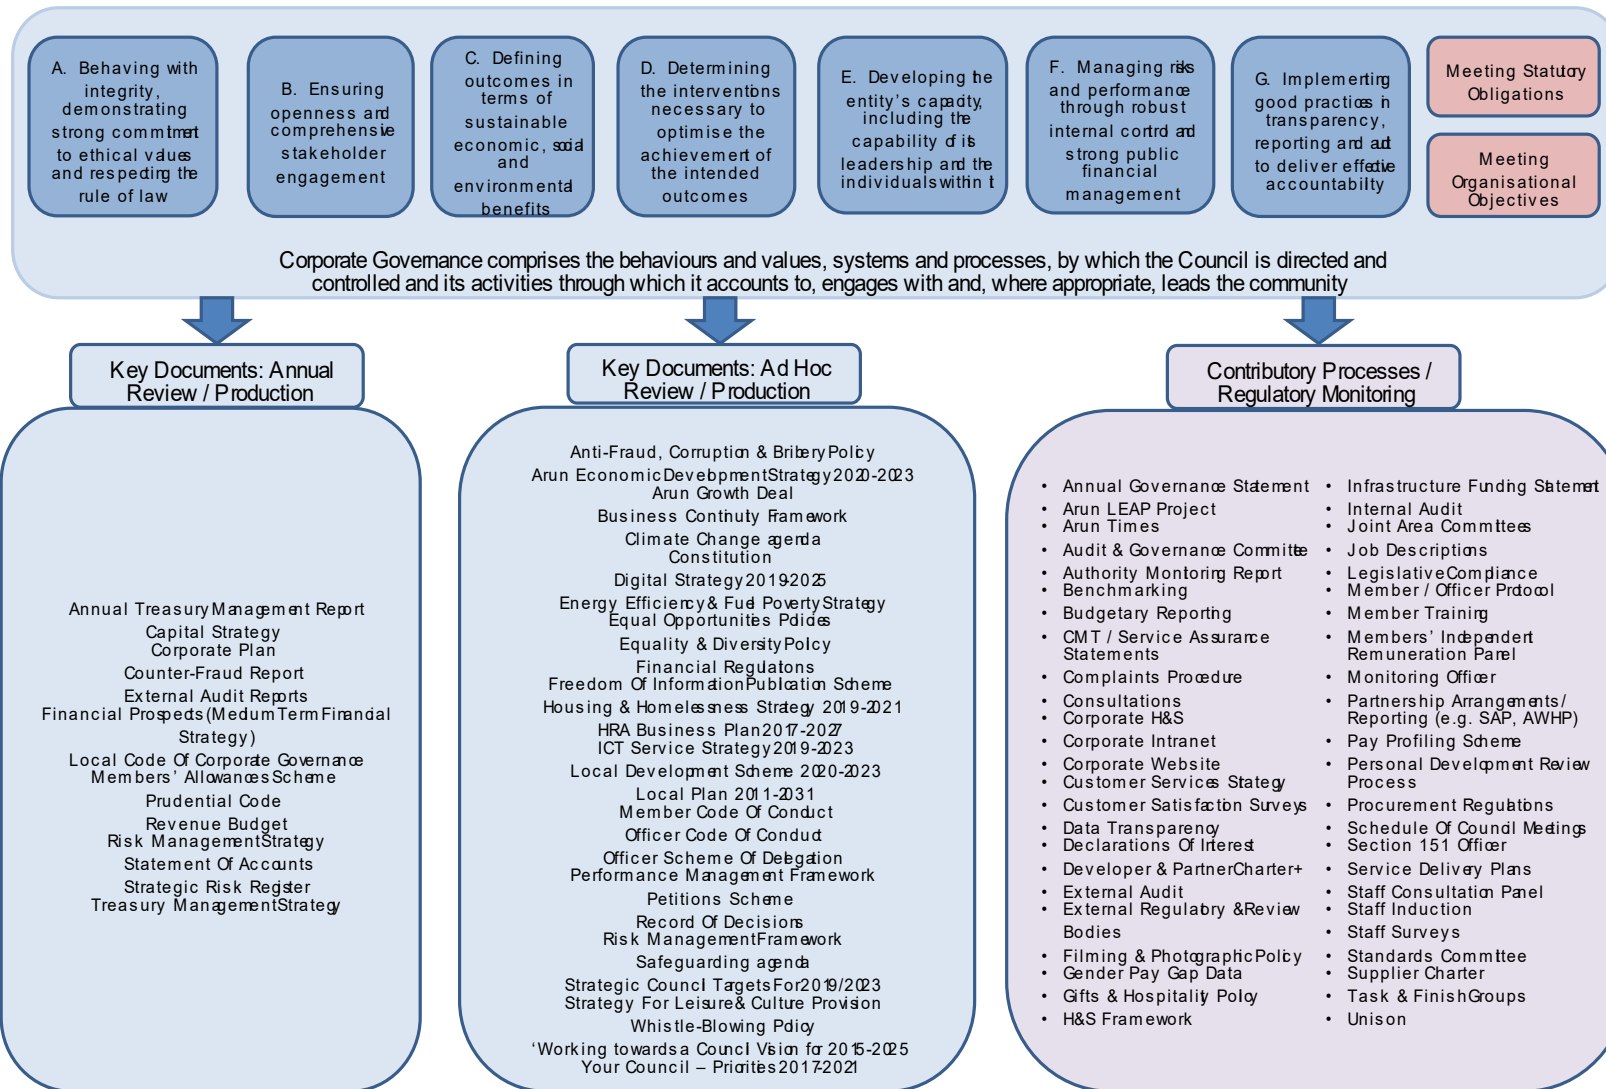 A. Behaving with
integrity,
demonstrating
strong commitment
to ethical values
and respecting the
rule of law
B. Ensuring
openness and
comprehensive
stakeholder
engagement
C. Defining
outcomes in
terms of
sustainable
economic, social
and
environmental
benefits
D. Determining
the interventions
necessary to
optimise the
achievement of
the intended
outcomes
E. Developing the
entity's capacity,
including the
capability of its
leadership and the
individuals within it
F. Managing risks
and performance
through robust
internal control and
strong public
financial
management
G. Implementing
good practices in
transparency,
reporting and audit
to deliver effective
accountability
Meeting Statutory
Obligations
Meeting
Organisational
Objectives
Corporate Governance comprises the behaviours and values, systems and processes, by which the Council is directed and
controlled and its activities through which it accounts to, engages with and, where appropriate, leads the community
Key Documents: Annual
Review / Production
Annual Treasury Management Report
Capital Strategy
Corporate Plan
Counter-Fraud Report
External Audit Reports
Financial Prospects (Medium Term Financial
Strategy)
Local Code Of Corporate Governance
Members' Allowances Scheme
Prudential Code
Revenue Budget
Risk Management Strategy
Statement Of Accounts
Strategic Risk Register
Treasury Management Strategy
Key Documents: Ad Hoc
Review / Production
Anti-Fraud, Corruption & Bribery Policy
Arun Economic Development Strategy 2020-2023
Arun Growth Deal
Business Continuity Framework
Climate Change agenda
Constitution
Digital Strategy 2019-2025
Energy Efficiency & Fuel Poverty Strategy
Equal Opportunities Policies
Equality & Diversity Policy
Financial Regulations
Freedom Of Information Publication Scheme
Housing & Homelessness Strategy 2019-2021
HRA Business Plan 2017-2027
ICT Service Strategy 2019-2023
Local Development Scheme 2020-2023
Local Plan 2011-2031
Member Code Of Conduct
Officer Code Of Conduct
Officer Scheme Of Delegation
Performance Management Framework
Petitions Scheme
Record Of Decisions
Risk Management Framework
Safeguarding agenda
Strategic Council Targets For 2019/2023
Strategy For Leisure & Culture Provision
Whistle-Blowing Policy
'Working towards a Council Vision for 2015-2025
Your Council – Priorities 2017-2021
Contributory Processes /
Regulatory Monitoring
• Annual Governance Statement
• Arun LEAP Project
• Arun Times
• Audit & Governance Committee
• Authority Monitoring Report
• Benchmarking
• Budgetary Reporting
• CMT / Service Assurance
Statements
• Complaints Procedure
• Consultations
• Corporate H&S
• Corporate Intranet
• Corporate Website
• Customer Services Strategy
• Customer Satisfaction Surveys
• Data Transparency
• Declarations Of Interest
• Developer & Partner Charter+
• External Audit
• External Regulatory & Review
Bodies
• Filming & Photographic Policy
• Gender Pay Gap Data
• Gifts & Hospitality Policy
• H&S Framework
• Infrastructure Funding Statement
• Internal Audit
• Joint Area Committees
• Job Descriptions
• Legislative Compliance
• Member / Officer Protocol
• Member Training
• Members' Independent
Remuneration Panel
• Monitoring Officer
• Partnership Arrangements /
Reporting (e.g. SAP, AWHP)
• Pay Profiling Scheme
• Personal Development Review
Process
• Procurement Regulations
• Schedule Of Council Meetings
• Section 151 Officer
• Service Delivery Plans
• Staff Consultation Panel
• Staff Induction
• Staff Surveys
• Standards Committee
• Supplier Charter
• Task & Finish Groups
• Unison